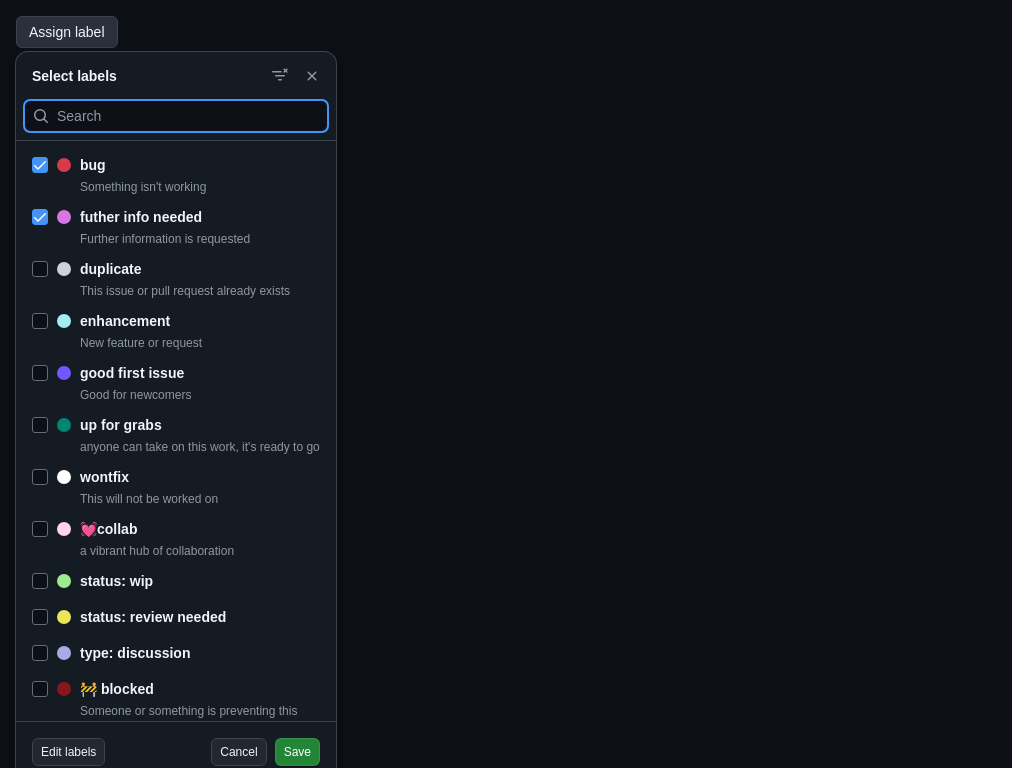 Assign label
Select labels
Search
bug
Something isn't working
futher info needed
Further information is requested
duplicate
This issue or pull request already exists
enhancement
New feature or request
good first issue
Good for newcomers
up for grabs
anyone can take on this work, it's ready to go
wontfix
This will not be worked on
💓collab
a vibrant hub of collaboration
status: wip
status: review needed
type: discussion
🚧 blocked
Someone or something is preventing this
Edit labels
Cancel
Save